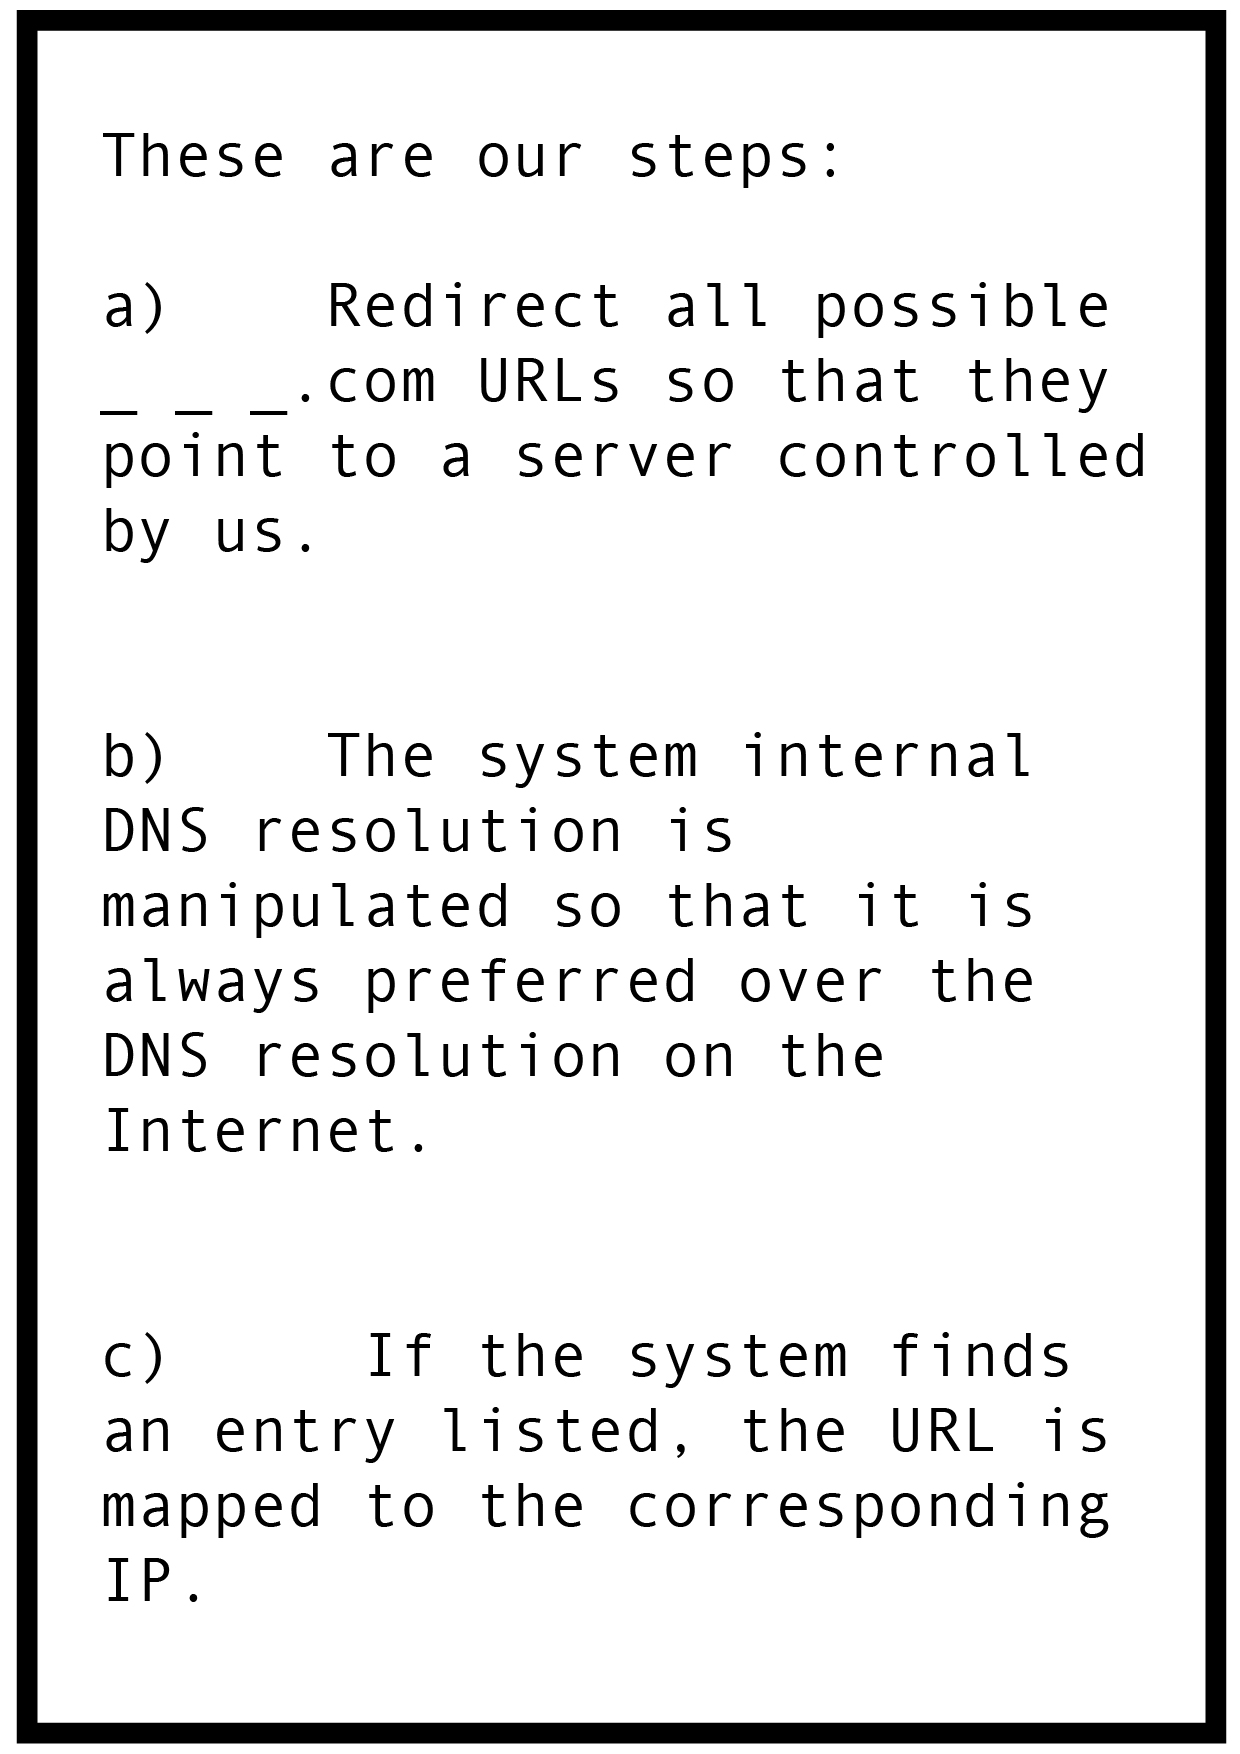 These are our steps:
a)    Redirect all possible
_ _ _.com URLs so that they
point to a server controlled
by us.
b)    The system internal
DNS resolution is
manipulated so that it is
always preferred over the
DNS resolution on the
Internet.
c)     If the system finds
an entry listed, the URL is
mapped to the corresponding
IP.